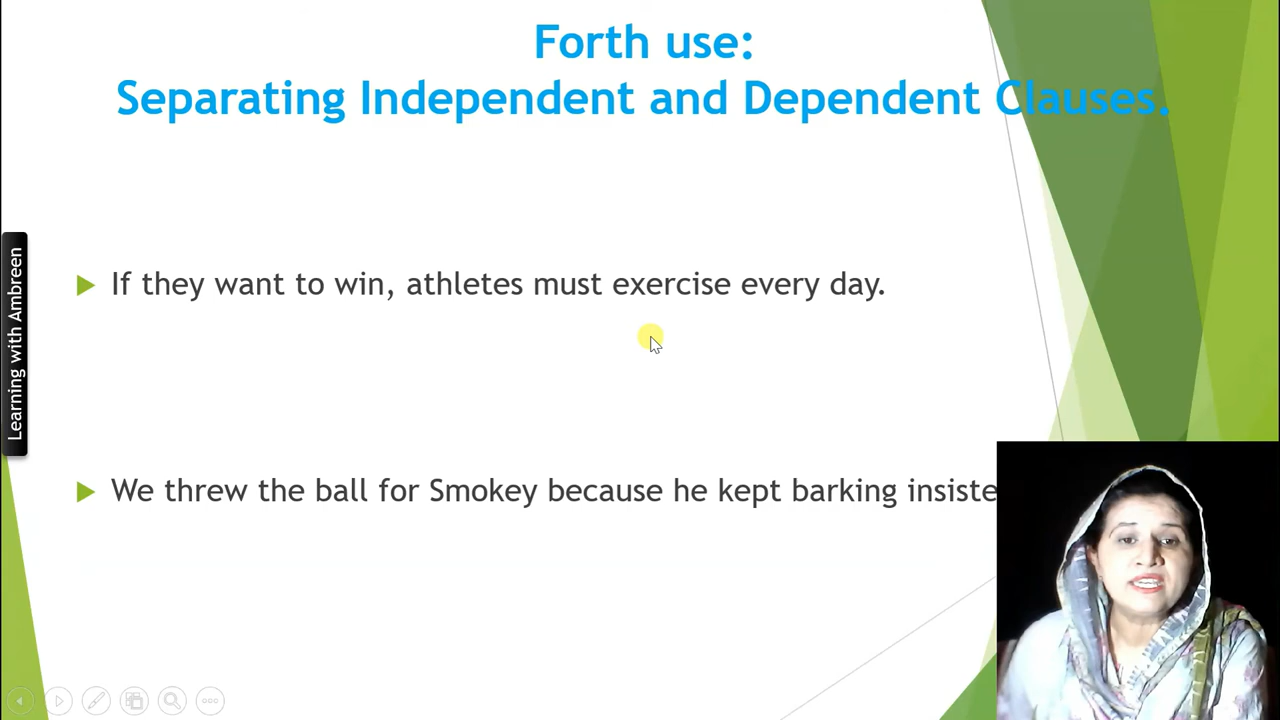 Forth use:
Separating Independent and Dependent Clauses.
If they want to win, athletes must exercise every day.
We threw the ball for Smokey because he kept barking insiste
Learning with Ambreen